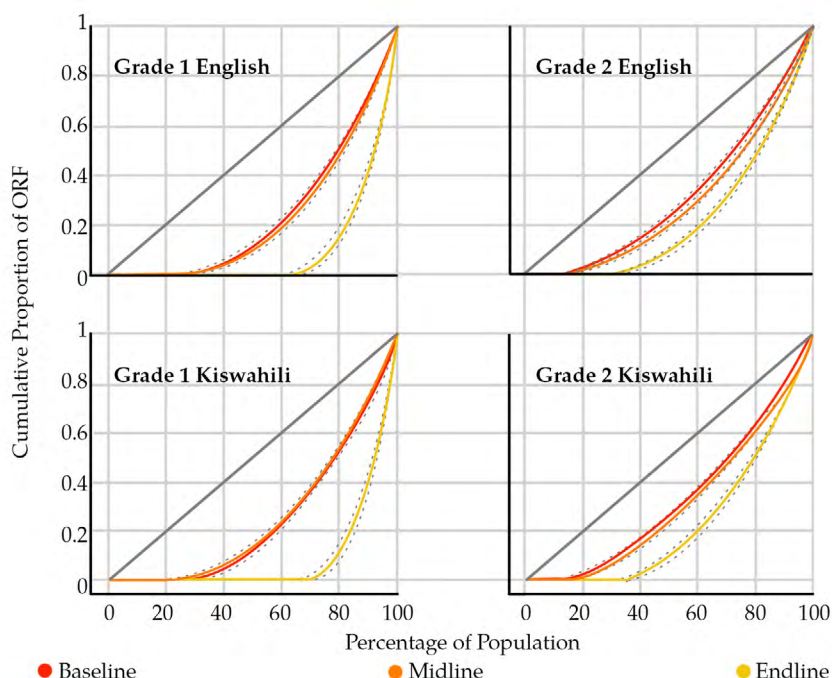 Cumulative Proportion of ORF
1
0.8
0.6
0.4
0.2
0
Grade 1 English
Grade 2 English
1
0.8
0.6
0.4
0.2
0
Grade 1 Kiswahili
Grade 2 Kiswahili
0 20 40 60 80 100 0 20 40 60 80 100
Percentage of Population
Baseline Midline Endline